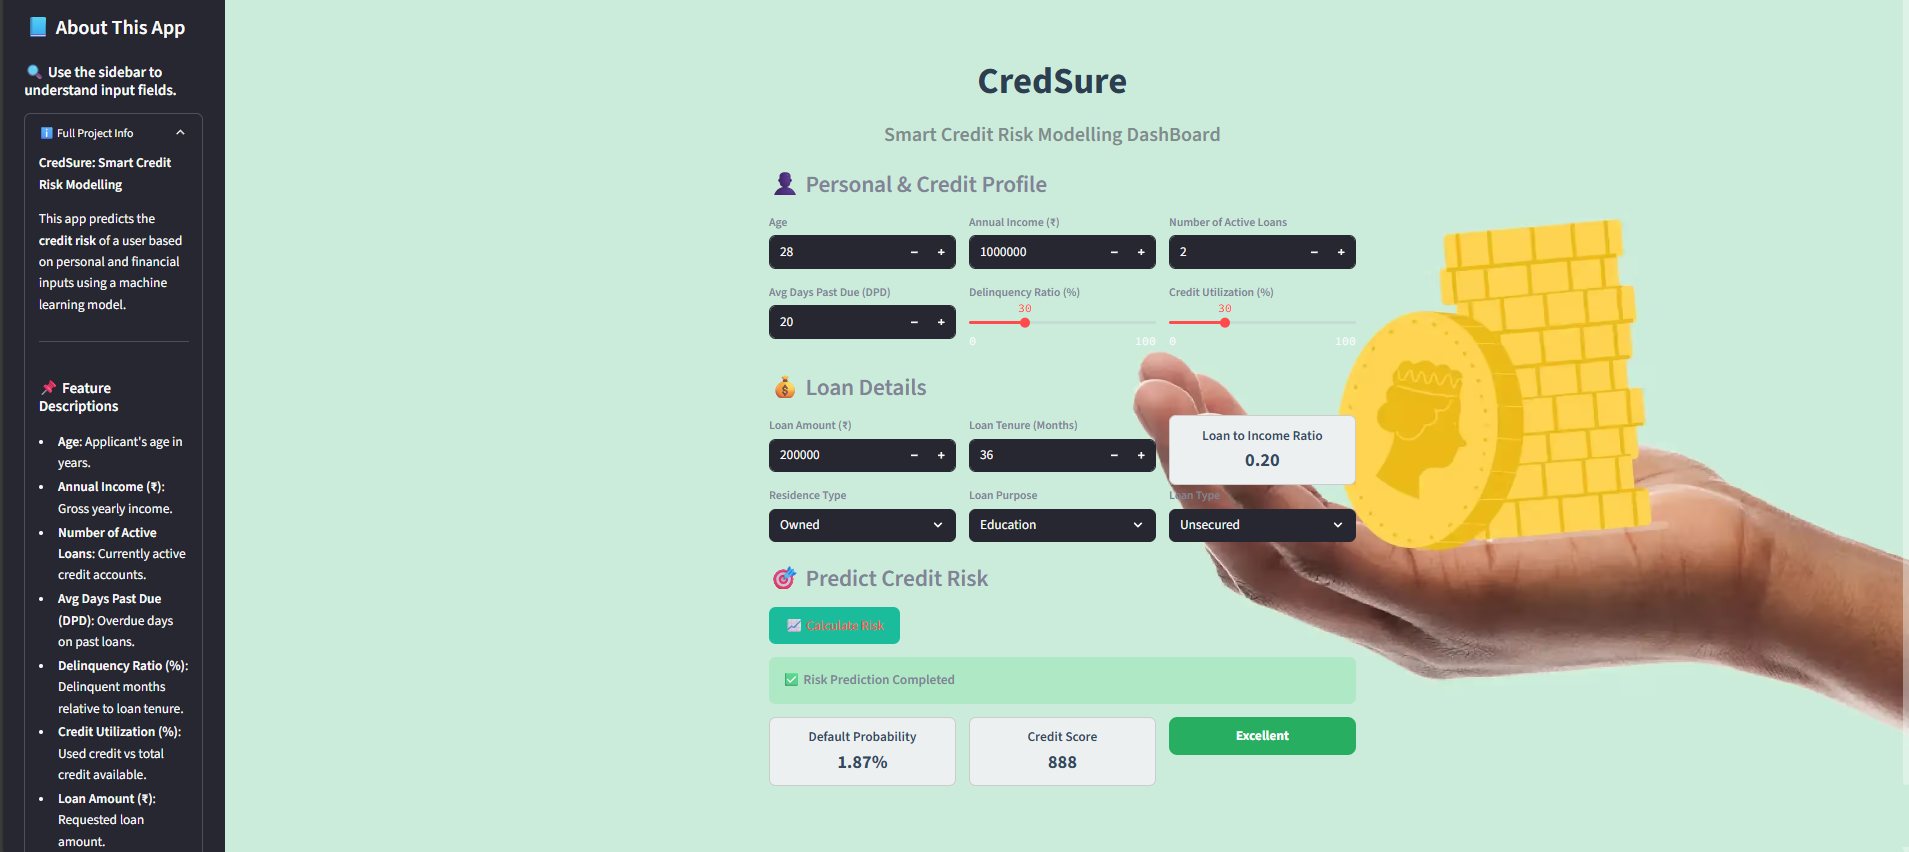 About This App
Use the sidebar to
understand input fields.
Full Project Info
CredSure: Smart Credit
Risk Modelling
This app predicts the
credit risk of a user based
on personal and financial
inputs using a machine
learning model.
Feature
Descriptions
Age: Applicant's age in
years.
Annual Income (₹):
Gross yearly income.
Number of Active
Loans: Currently active
credit accounts.
Avg Days Past Due
(DPD): Overdue days
on past loans.
Delinquency Ratio (%):
Delinquent months
relative to loan tenure.
Credit Utilization (%):
Used credit vs total
credit available.
Loan Amount (₹):
Requested loan
amount.
CredSure
Smart Credit Risk Modelling DashBoard
Personal & Credit Profile
Age
28
Annual Income (₹)
1000000
Number of Active Loans
2
Avg Days Past Due (DPD)
20
Delinquency Ratio (%)
30
0 100
Credit Utilization (%)
30
0 100
Loan Details
Loan Amount (₹)
200000
Loan Tenure (Months)
36
Loan to Income Ratio
0.20
Residence Type
Owned
Loan Purpose
Education
Loan Type
Unsecured
Predict Credit Risk
Calculate Risk
Risk Prediction Completed
Default Probability
1.87%
Credit Score
888
Excellent